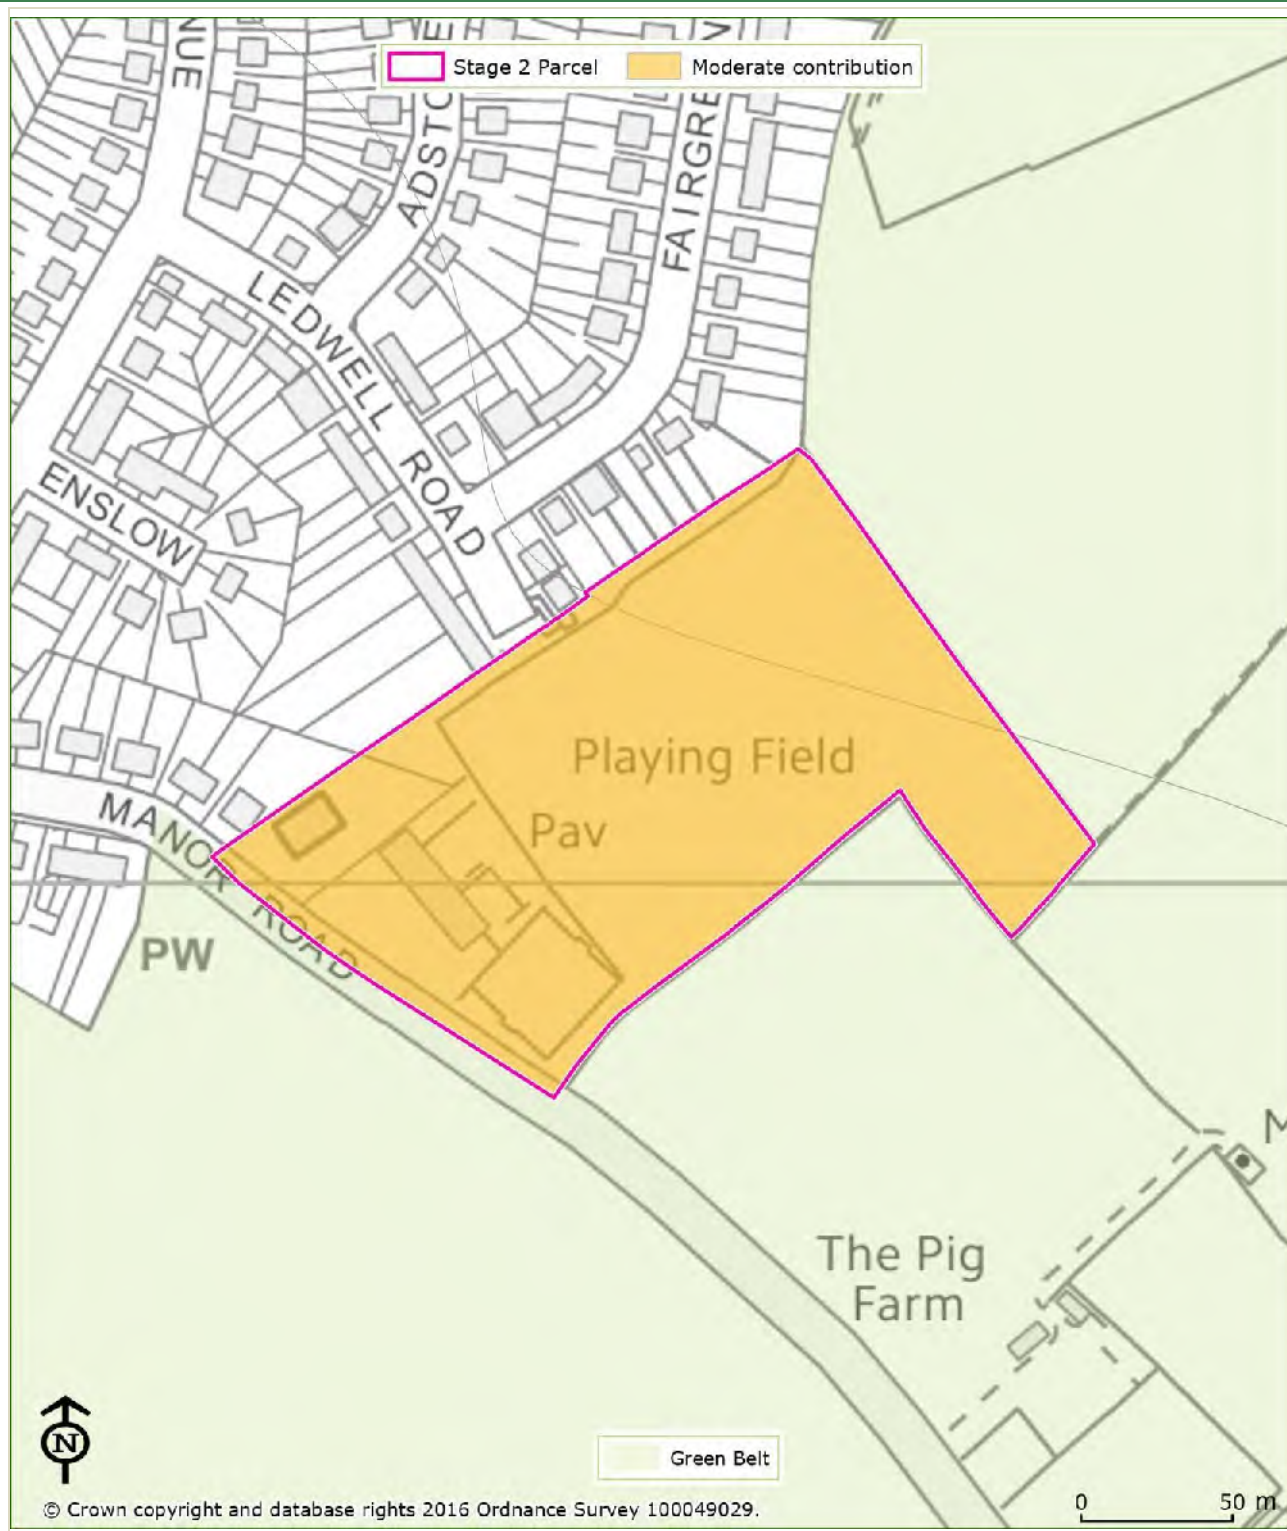 NUE
ADSTO E
FAIRGRE N
Stage 2 Parcel
Moderate contribution
LEDWELL ROAD
ENSLOW
MANOR ROAD
PW
Playing Field
Pav
M
The Pig
Farm
N
Green Belt
© Crown copyright and database rights 2016 Ordnance Survey 100049029.
0 50 m